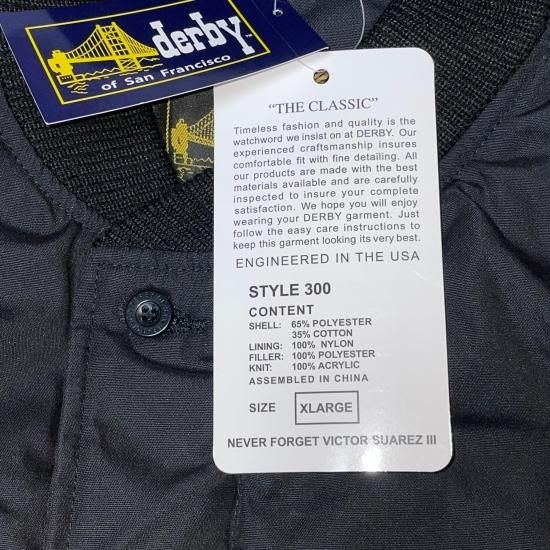 derby
of San Francisco
"THE CLASSIC"
Timeless fashion and quality is the
watchword we insist on at DERBY. Our
experienced craftsmanship insures
comfortable fit with fine detailing. All
our products are made with the best
materials available and are carefully
inspected to insure your complete
satisfaction. We hope you will enjoy
wearing your DERBY garment. Just
follow the easy care instructions to
keep this garment looking its very best.
ENGINEERED IN THE USA
STYLE 300
CONTENT
SHELL: 65% POLYESTER
35% COTTON
LINING: 100% NYLON
FILLER: 100% POLYESTER
KNIT: 100% ACRYLIC
ASSEMBLED IN CHINA
SIZE XLARGE
NEVER FORGET VICTOR SUAREZ III